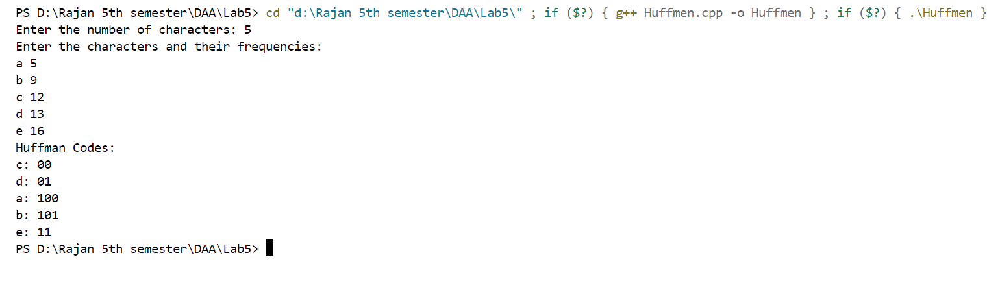 PS D:\Rajan 5th semester\DAA\Lab5> cd "d:\Rajan 5th semester\DAA\Lab5\" ; if ($?) { g++ Huffmen.cpp -o Huffmen } ; if ($?) { .\Huffmen }
Enter the number of characters: 5
Enter the characters and their frequencies:
a 5
b 9
c 12
d 13
e 16
Huffman Codes:
c: 00
d: 01
a: 100
b: 101
e: 11
PS D:\Rajan 5th semester\DAA\Lab5>